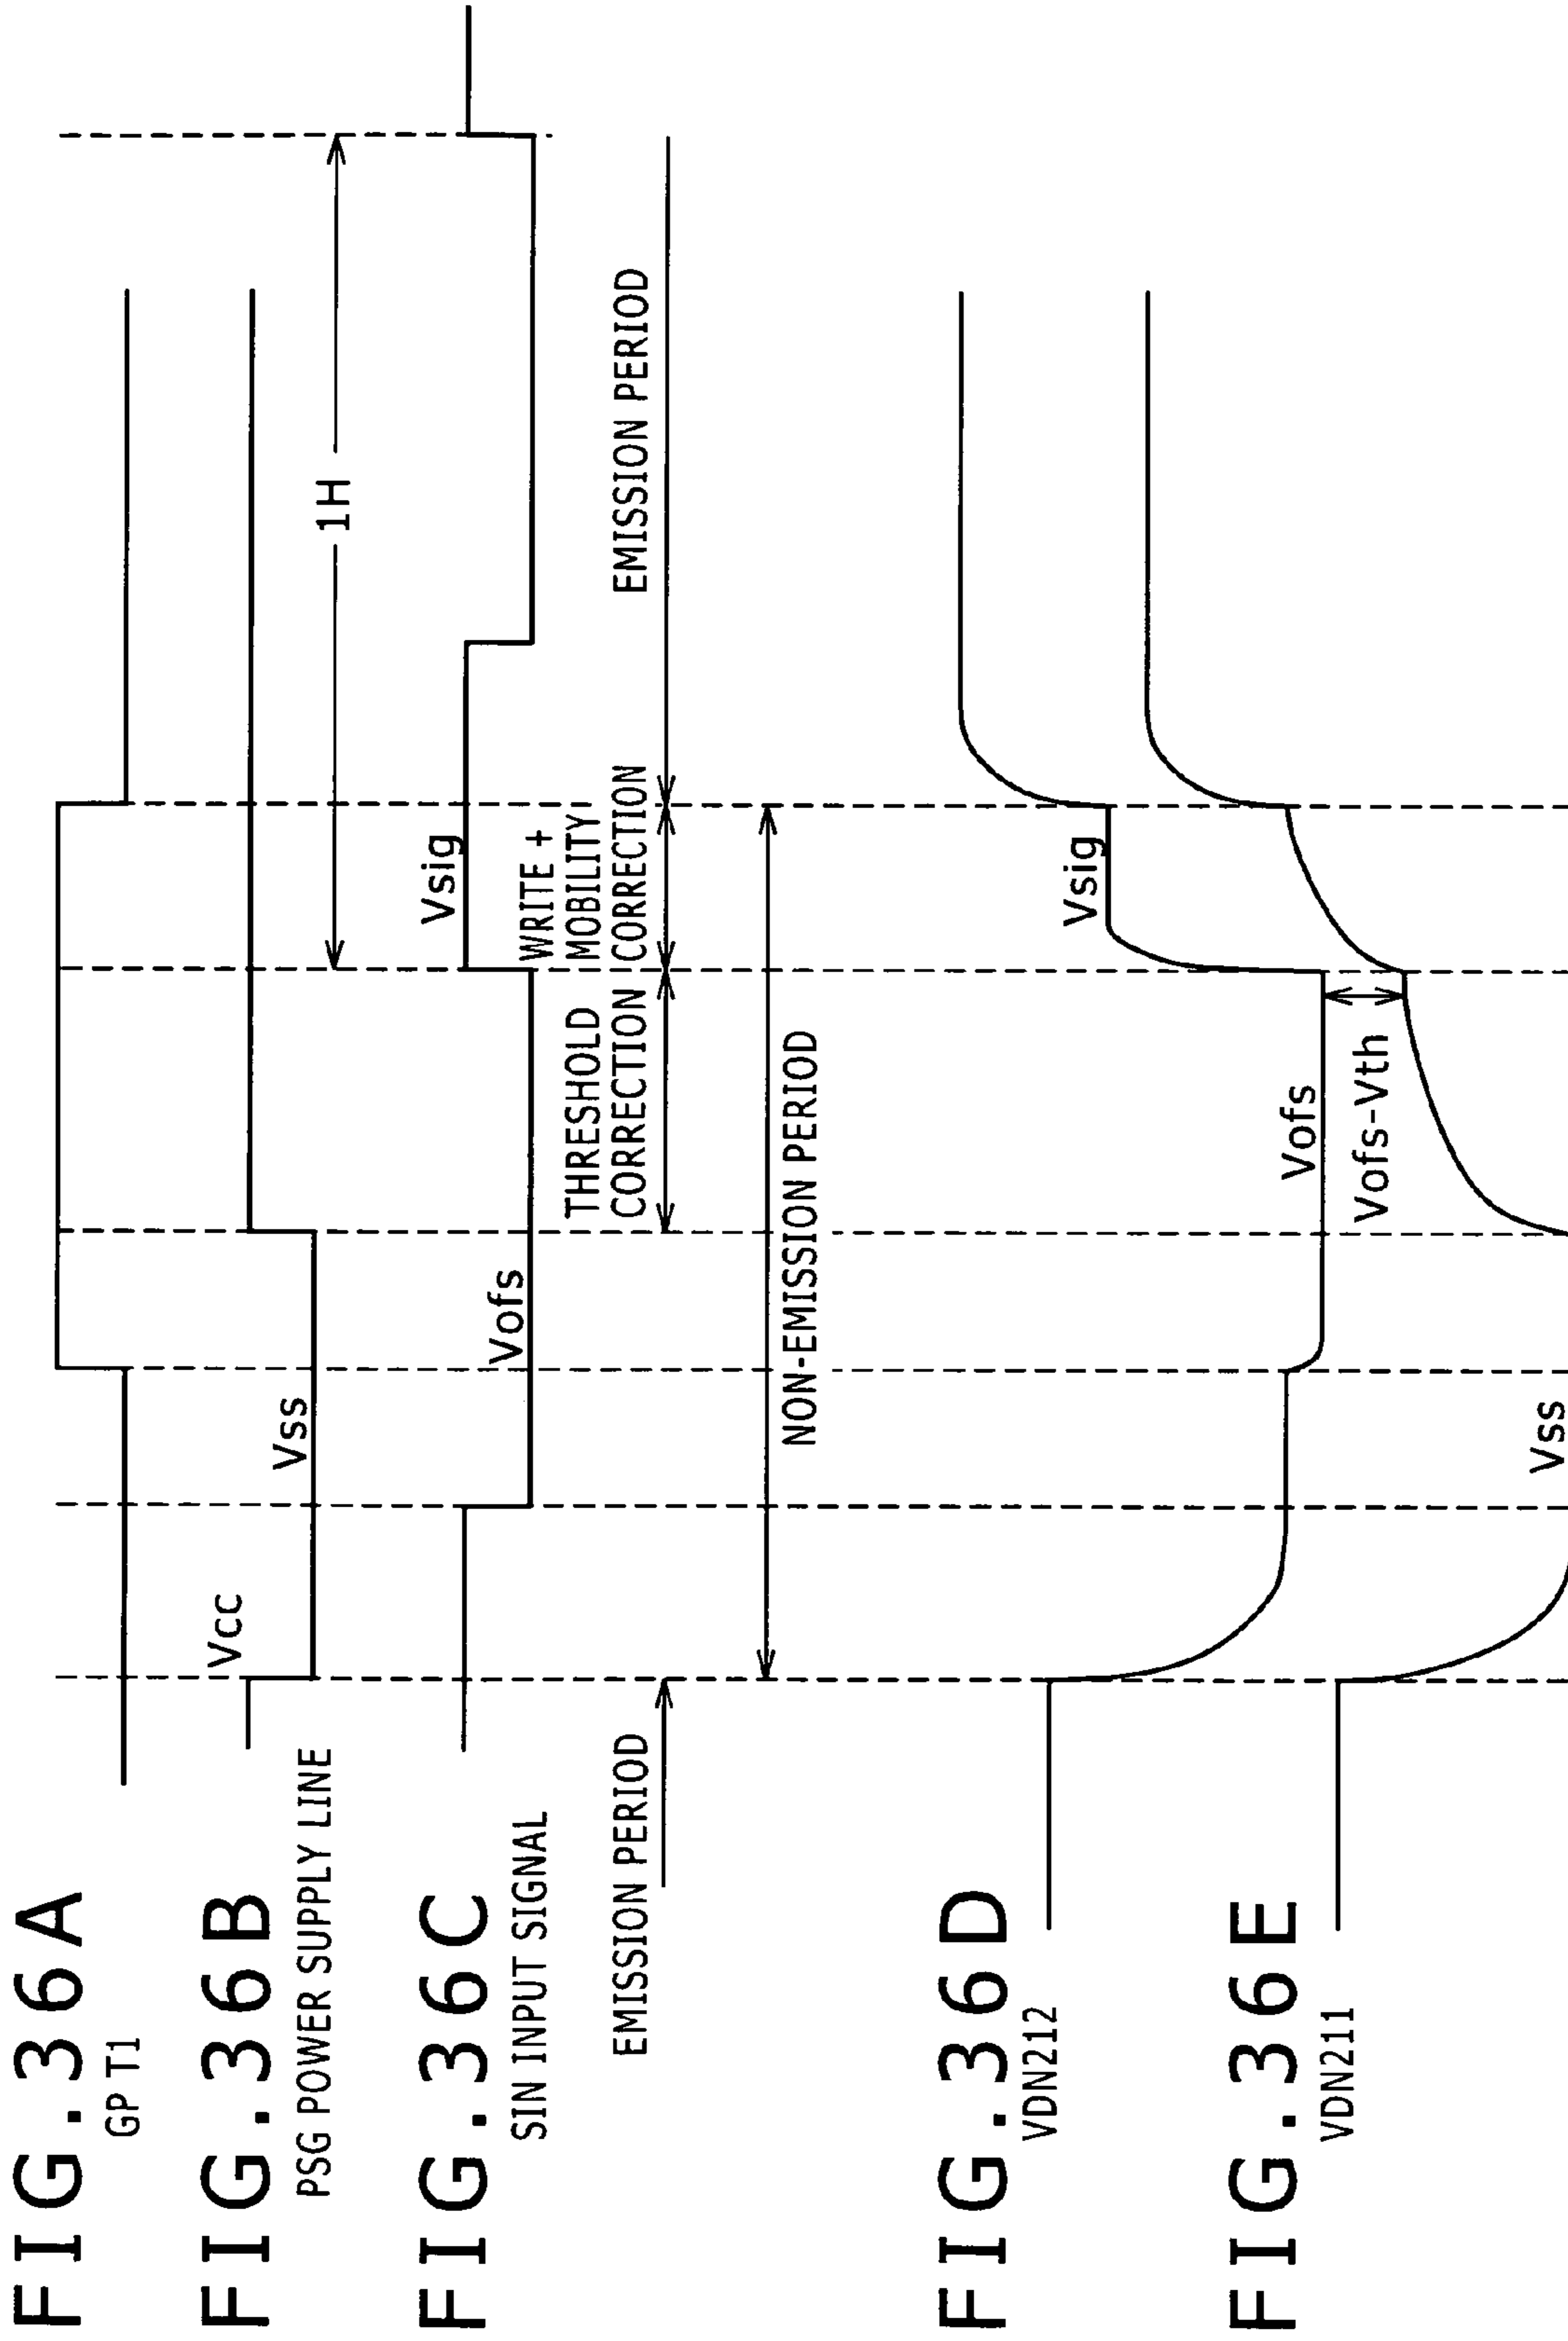 FIG.36A
GP T1
FIG.36B
PSG POWER SUPPLY LINE
Vcc
Vss
1H
FIG.36C
SIN INPUT SIGNAL
Vofs
Vsig
EMISSION PERIOD
THRESHOLD
CORRECTION
WRITE +
MOBILITY
CORRECTION
EMISSION PERIOD
NON-EMISSION PERIOD
FIG.36D
VDN212
Vofs
Vsig
FIG.36E
VDN211
Vofs-Vth
Vss